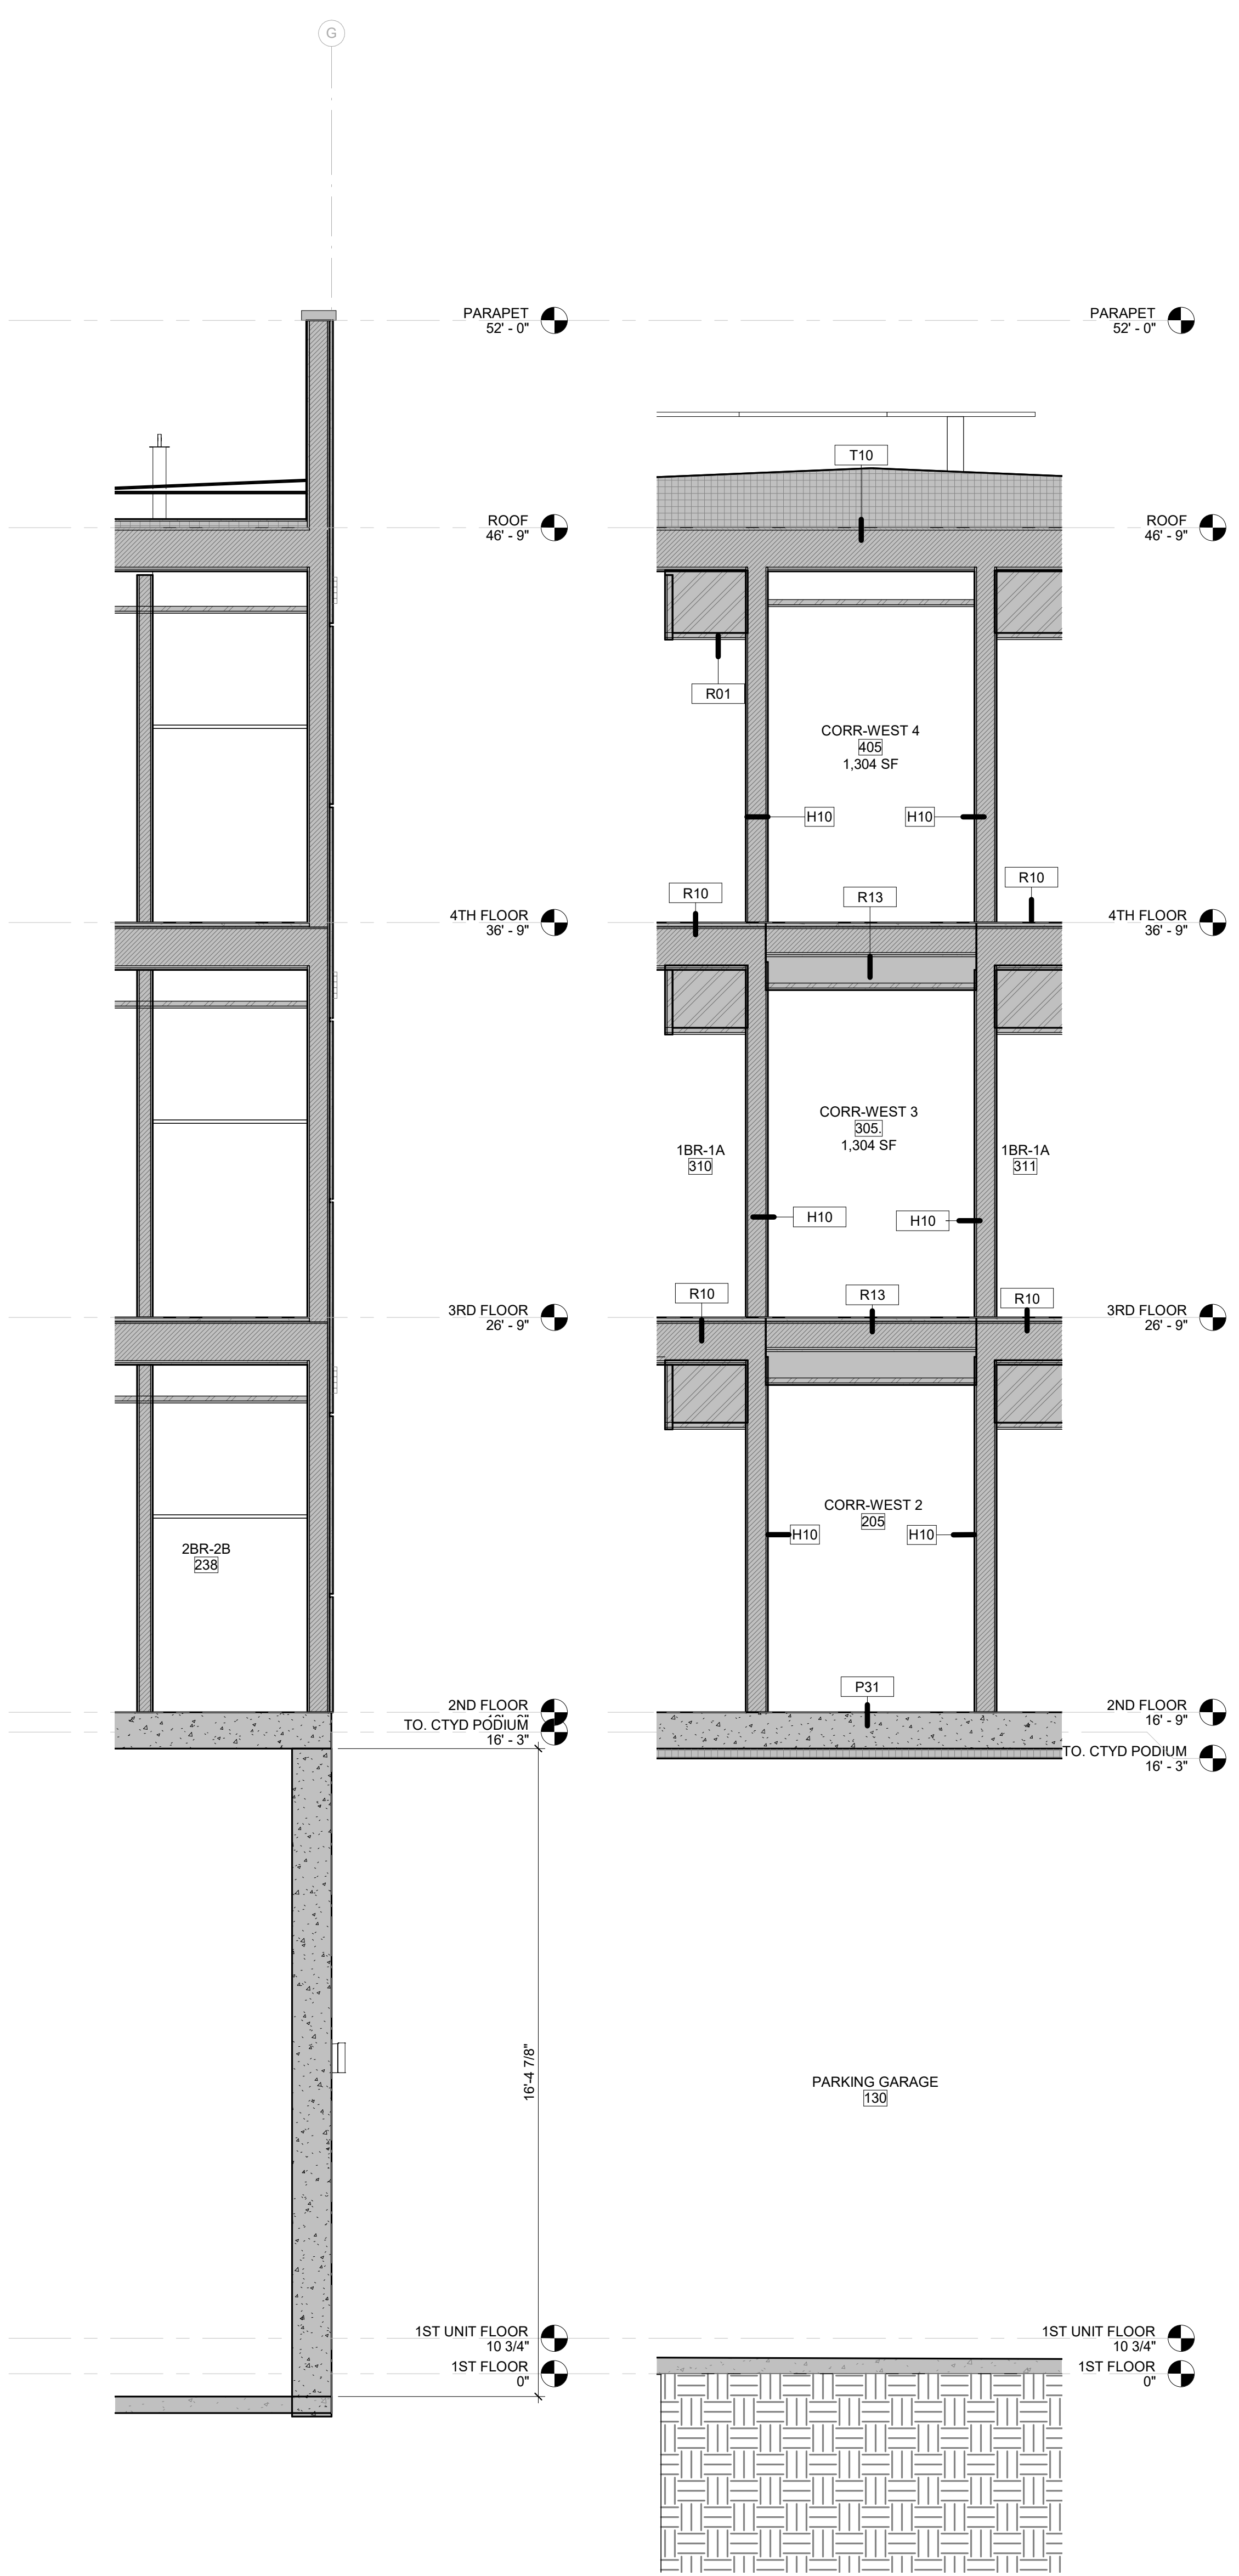 G
PARAPET
52' - 0"
PARAPET
52' - 0"
T10
ROOF
46' - 9"
ROOF
46' - 9"
R01
CORR-WEST 4
405
1,304 SF
H10
H10
R10
R13
R10
4TH FLOOR
36' - 9"
4TH FLOOR
36' - 9"
CORR-WEST 3
305.
1,304 SF
1BR-1A
310
1BR-1A
311
H10
H10
R10
R13
R10
3RD FLOOR
26' - 9"
3RD FLOOR
26' - 9"
CORR-WEST 2
205
H10
H10
2BR-2B
238
P31
2ND FLOOR
TO. CTYD PODIUM
16' - 3"
2ND FLOOR
16' - 9"
TO. CTYD PODIUM
16' - 3"
16'-4 7/8"
PARKING GARAGE
130
1ST UNIT FLOOR
10 3/4"
1ST FLOOR
0"
1ST UNIT FLOOR
10 3/4"
1ST FLOOR
0"